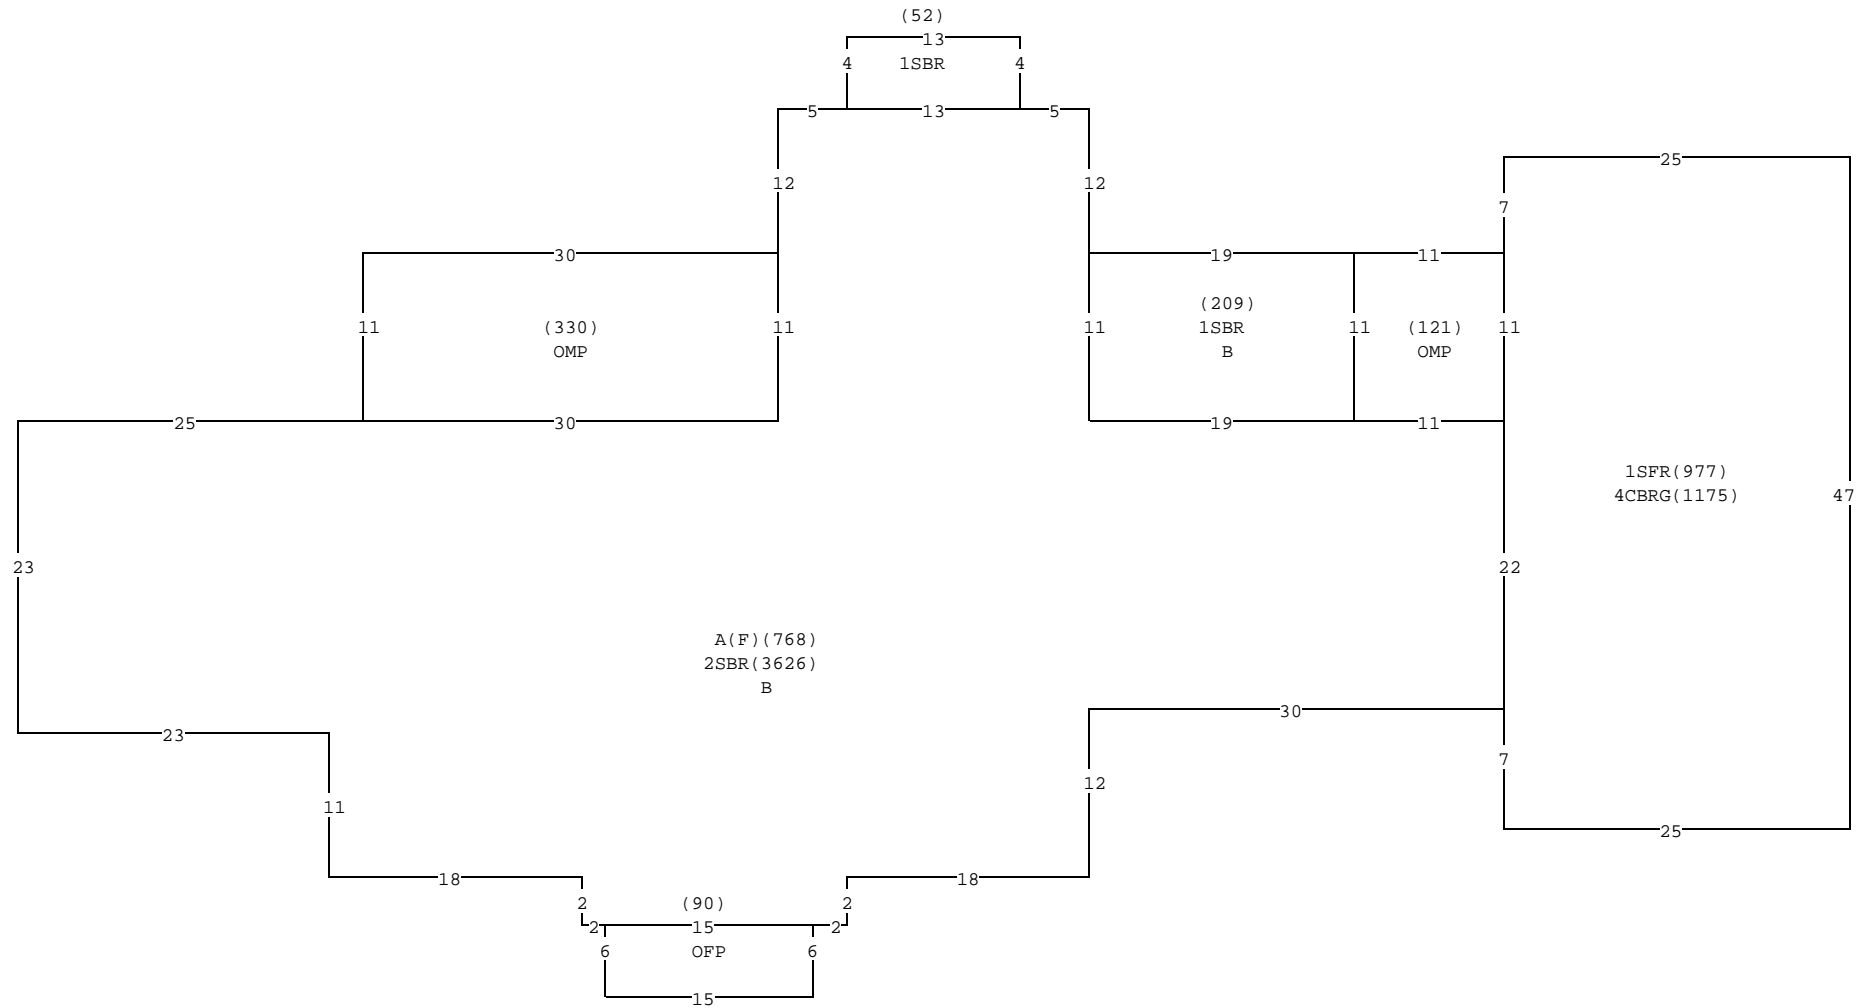 (52)
13
4 1SBR 4
5 13 5
25
12 12
7
30 19 11
(209)
11 (330) 11 11 1SBR 11 (121) 11
OMP B OMP
25 30 19 11
1SFR(977)
4CBRG(1175) 47
23 22
A(F)(768)
2SBR(3626)
B
30
23
7
12
11
25
18 18
2 (90) 2
2 15 2
6 OFP 6
15